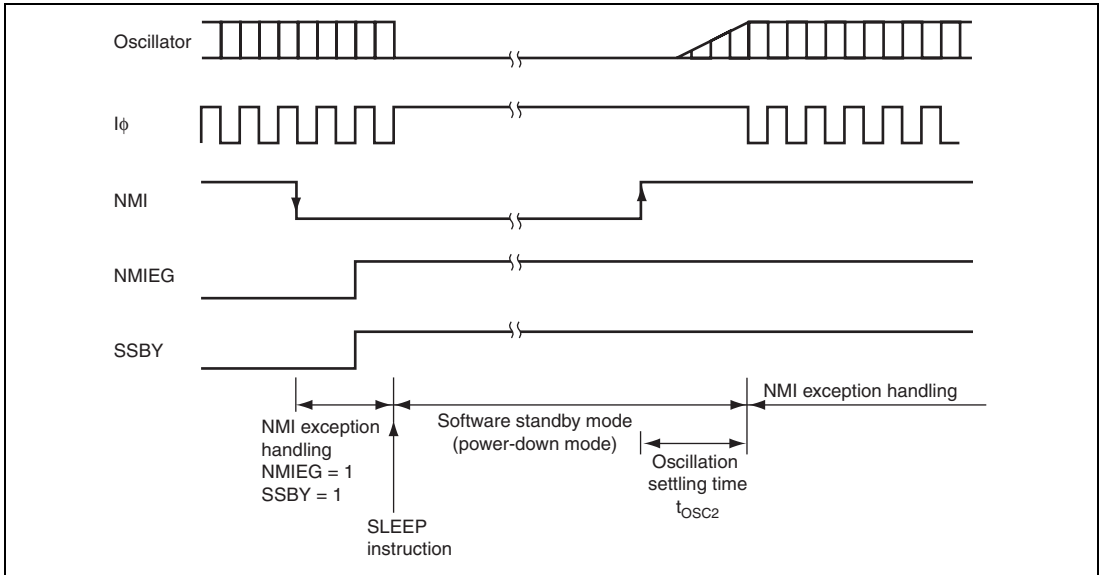 Oscillator
Iφ
NMI
NMIEG
SSBY
NMI exception
handling
NMIEG = 1
SSBY = 1
Software standby mode
(power-down mode)
NMI exception handling
Oscillation
settling time
tOSC2
SLEEP
instruction